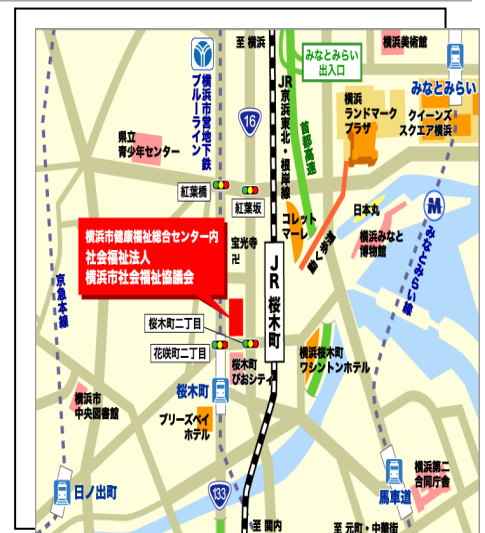 至 横浜
横浜美術館
みなとみらい
出入口
みなとみらい
横浜市営地下鉄
ブルーライン
JR京浜東北・根岸線
首都高速
16
横浜
ランドマーク
プラザ
クイーンズ
スクエア横浜
県立
青少年センター
紅葉橋
紅葉坂
コレット
マーレ
日本丸
横浜みなと
博物館
動く歩道
M
みなとみらい線
横浜市健康福祉総合センター内
社会福祉法人
横浜市社会福祉協議会
宝光寺
卍
JR 桜木町
京急本線
桜木町二丁目
花咲町二丁目
桜木町
ぴおシティ
横浜桜木町
ワシントンホテル
桜木町
横浜市
中央図書館
ブリーズベイ
ホテル
日ノ出町
133
馬車道
横浜第二
合同庁舎
至 関内
至 元町・中華街